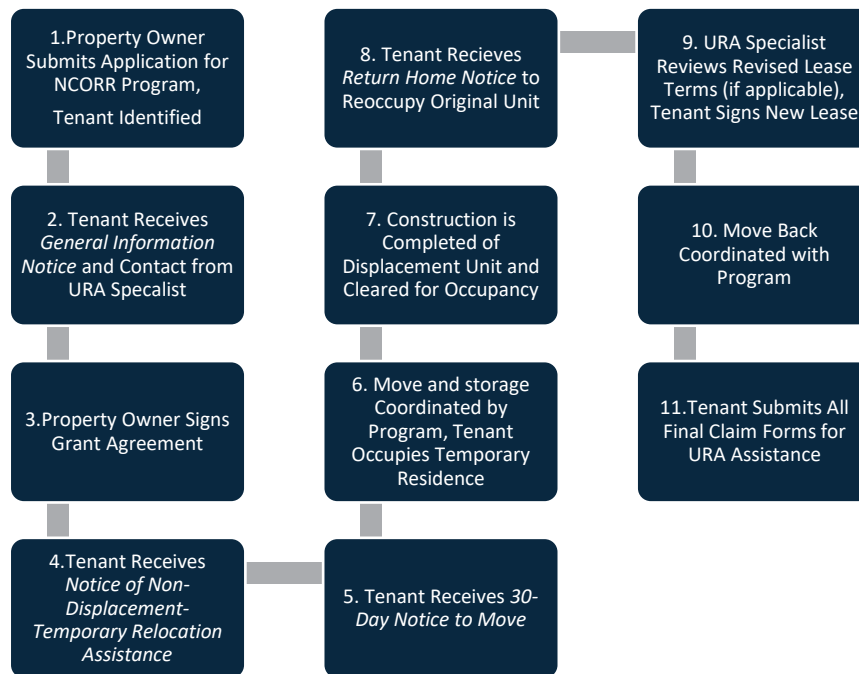 1.Property Owner
Submits Application for
NCORR Program,
Tenant Identified
2. Tenant Receives
General Information
Notice and Contact from
URA Specalist
3.Property Owner Signs
Grant Agreement
4.Tenant Receives
Notice of Non-
Displacement-
Temporary Relocation
Assistance
5. Tenant Receives 30-
Day Notice to Move
6. Move and storage
Coordinated by
Program, Tenant
Occupies Temporary
Residence
7. Construction is
Completed of
Displacement Unit and
Cleared for Occupancy
8. Tenant Recieves
Return Home Notice to
Reoccupy Original Unit
9. URA Specialist
Reviews Revised Lease
Terms (if applicable),
Tenant Signs New Lease
10. Move Back
Coordinated with
Program
11.Tenant Submits All
Final Claim Forms for
URA Assistance